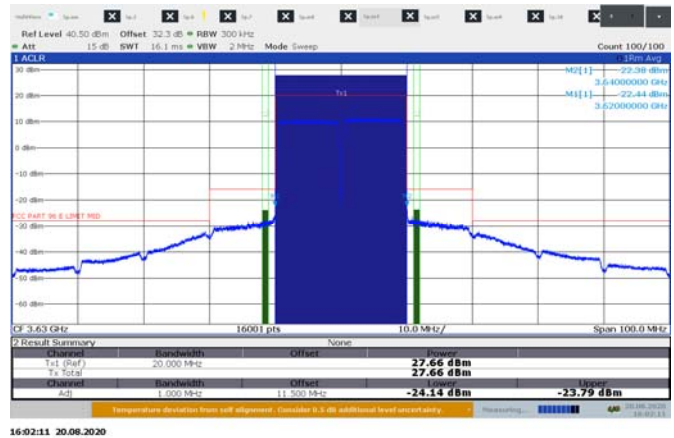 Ref Level 40.50 dBm Offset 32.3 dB RBW 300 kHz
Att 15 dB SWT 16.1 ms VBW 2 MHz Mode Sweep Count 100/100
1 ACLR 1Rm Avg
30 dBm M2[1] -22.38 dBm
3.64000000 GHz
Tx1 M1[1] -22.44 dBm
3.62000000 GHz
10 dBm
0 dBm
-10 dBm
-20 dBm
-30 dBm
-40 dBm
-50 dBm
-60 dBm
CF 3.63 GHz 16001 pts 10.0 MHz/ Span 100.0 MHz
2 Result Summary None
Channel Bandwidth Offset Power
Tx1 (Ref) 20.000 MHz 27.66 dBm
Tx Total 27.66 dBm
Channel Bandwidth Offset Lower Upper
Adj 1.000 MHz 11.500 MHz -24.14 dBm -23.79 dBm
Temperature deviation from self alignment. Consider 0.5 dB additional level uncertainty. Measuring... 20.08.2020
16:02:11
16:02:11 20.08.2020